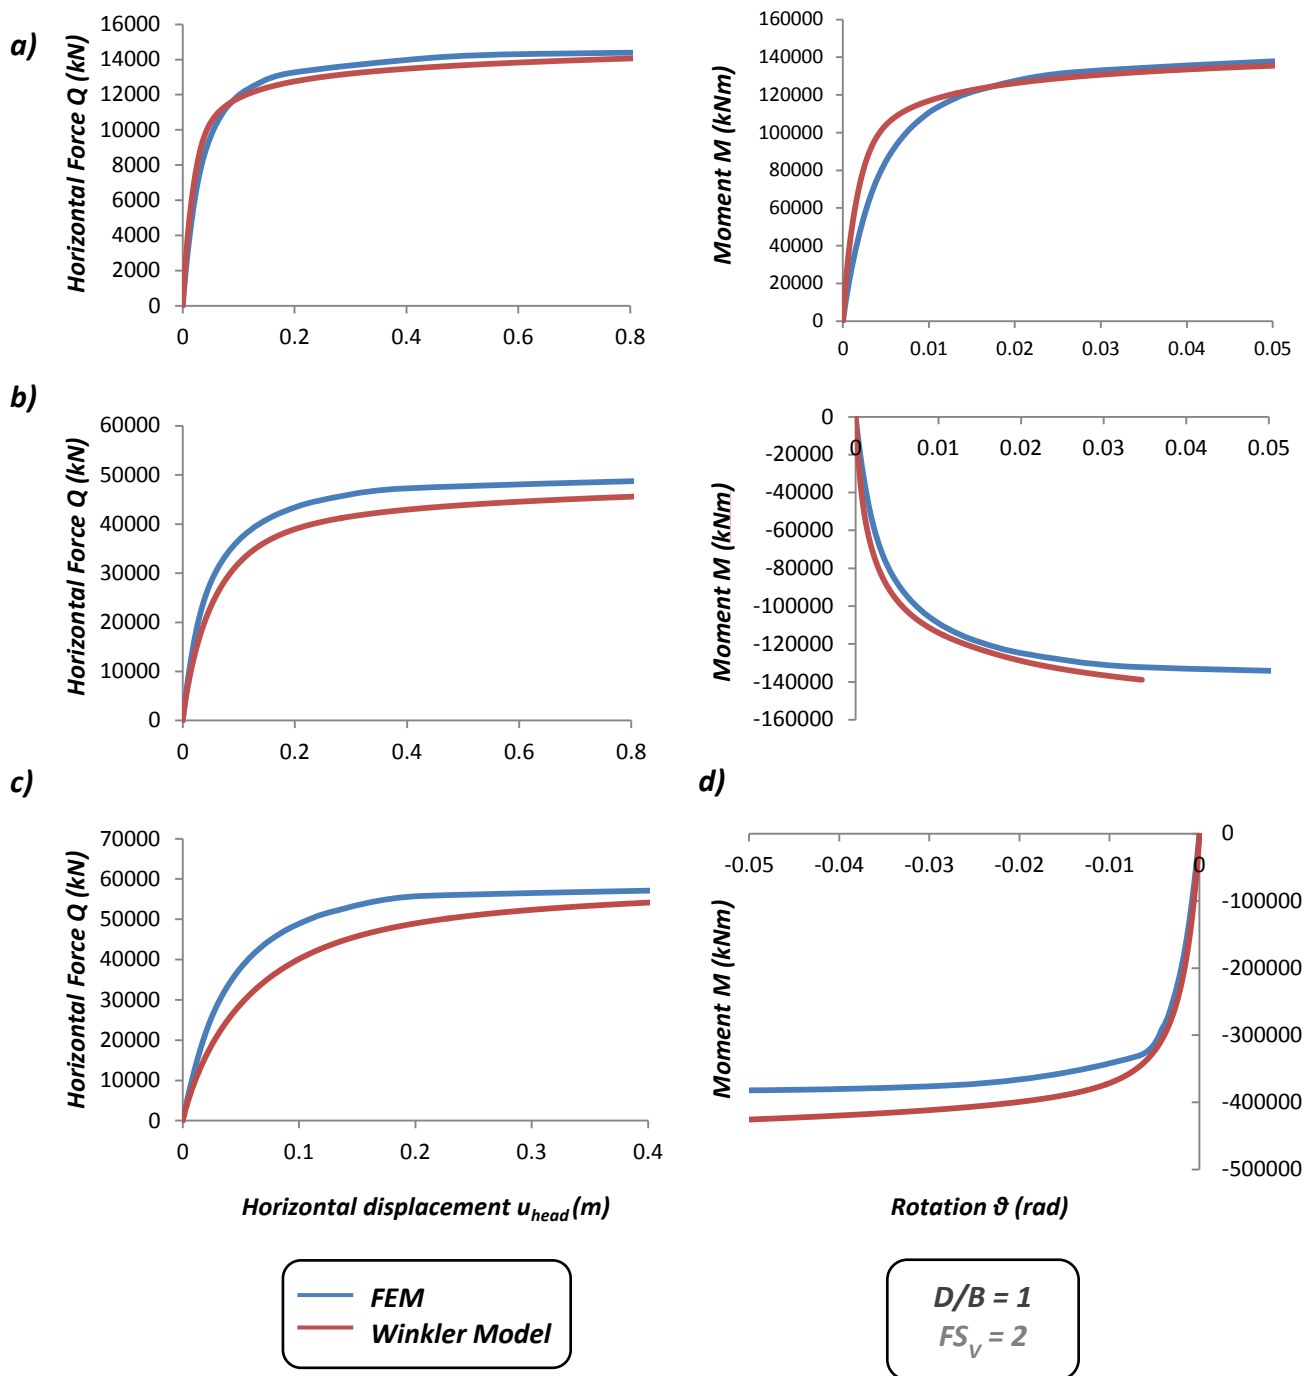 a)
Horizontal Force Q (kN)
16000
14000
12000
10000
8000
6000
4000
2000
0
0 0.2 0.4 0.6 0.8
Moment M (kNm)
160000
140000
120000
100000
80000
60000
40000
20000
0
0 0.01 0.02 0.03 0.04 0.05
b)
Horizontal Force Q (kN)
60000
50000
40000
30000
20000
10000
0
0 0.2 0.4 0.6 0.8
Moment M (kNm)
0
0 0.01 0.02 0.03 0.04 0.05
-20000
-40000
-60000
-80000
-100000
-120000
-140000
-160000
c)
Horizontal Force Q (kN)
70000
60000
50000
40000
30000
20000
10000
0
0 0.1 0.2 0.3 0.4
Horizontal displacement u_head (m)
d)
Moment M (kNm)
0
-0.05 -0.04 -0.03 -0.02 -0.01 0
-100000
-200000
-300000
-400000
-500000
Rotation ϑ (rad)
FEM
Winkler Model
D/B = 1
FS_V = 2